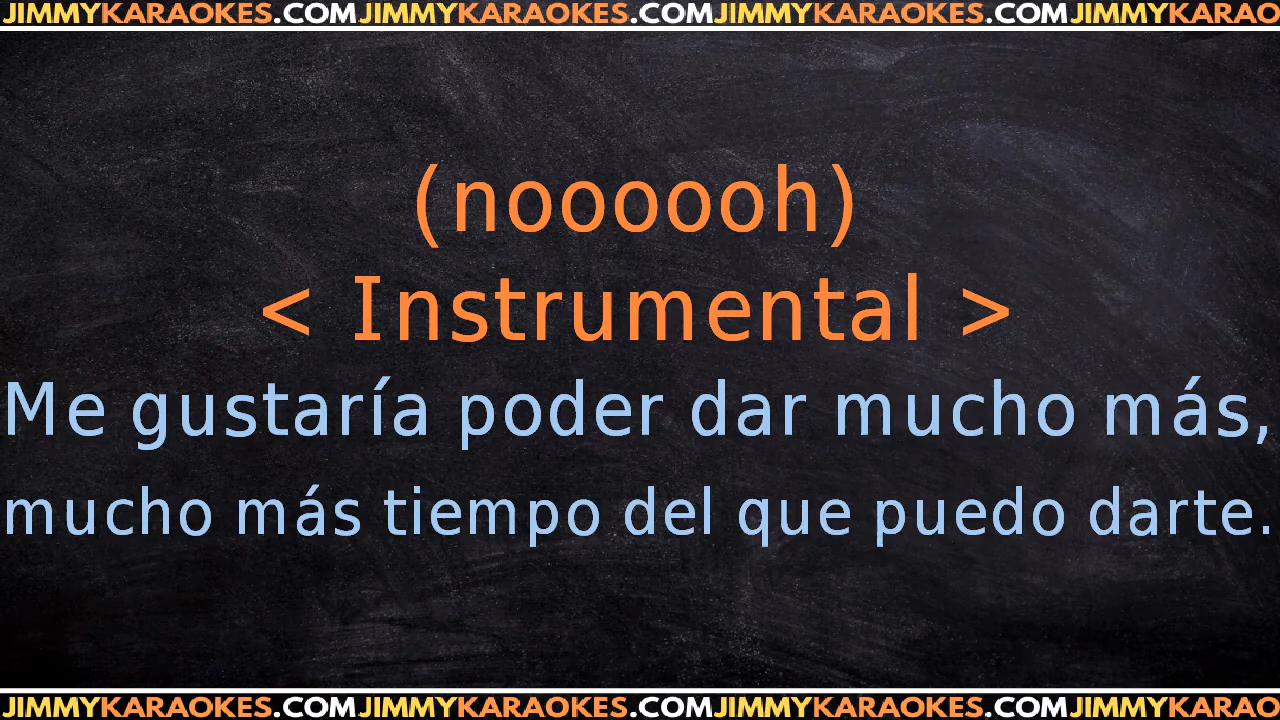 JIMMYKARAOKES.COMJIMMYKARAOKES.COMJIMMYKARAOKES.COMJIMMYKARAO
(noooooh)
< Instrumental >
Me gustaría poder dar mucho más,
mucho más tiempo del que puedo darte.
JIMMYKARAOKES.COMJIMMYKARAOKES.COMJIMMYKARAOKES.COMJIMMYKARAO